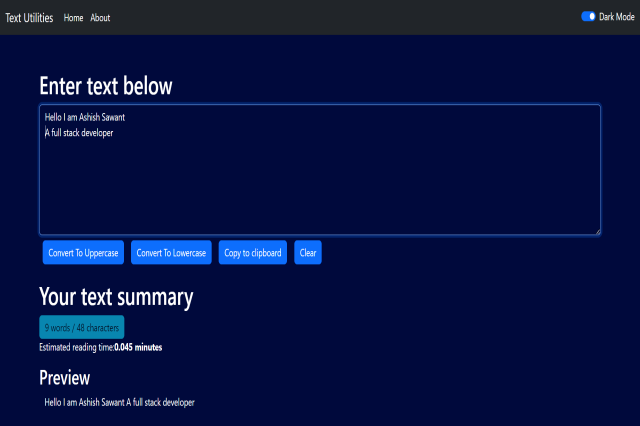 Text Utilities Home About Dark Mode
Enter text below
Hello I am Ashish Sawant
A full stack developer
Convert To Uppercase Convert To Lowercase Copy to clipboard Clear
Your text summary
9 words / 48 characters
Estimated reading time:0.045 minutes
Preview
Hello I am Ashish Sawant A full stack developer